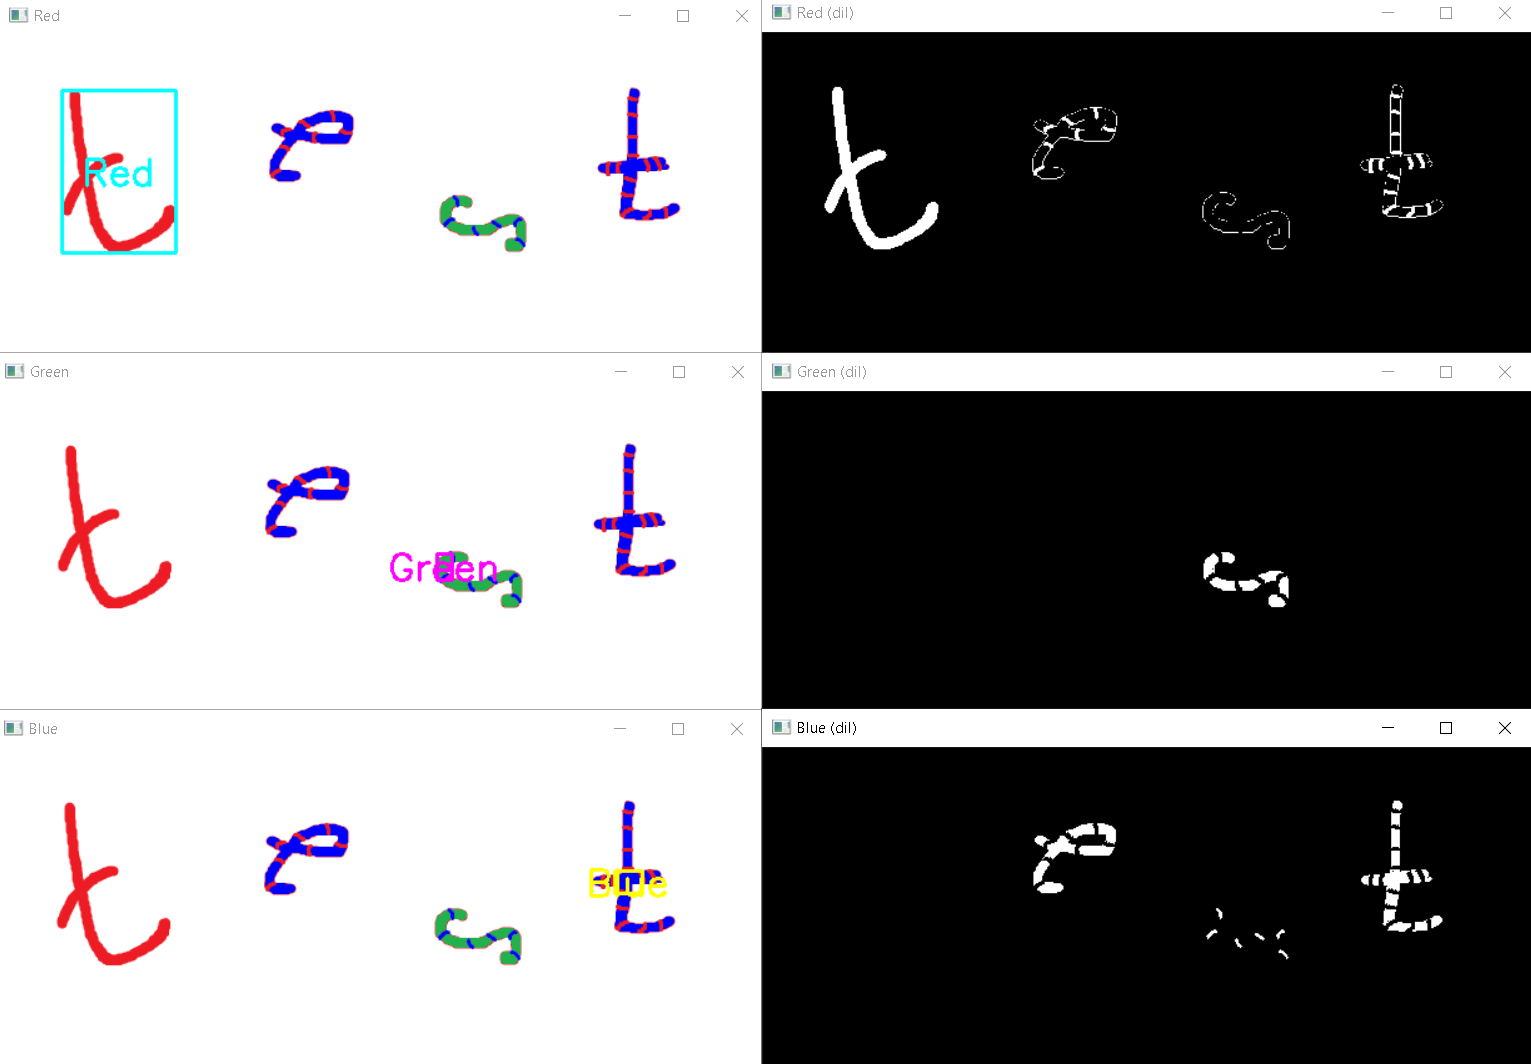 Red
Red (dil)
Red
Green
Green (dil)
Green
Blue
Blue (dil)
Blue